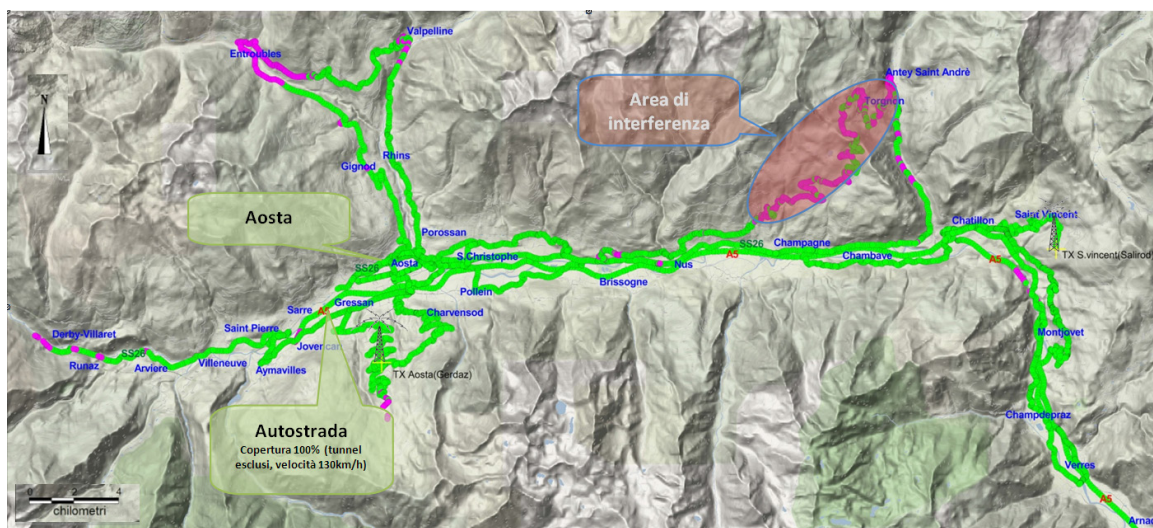 Valpelline
Entroubles
Antey Saint Andrè
Area di
interferenza
Torgnon
N
Rhins
Gignod
Aosta
Porossan
Saint Vincent
Chatillon
SS26
Champagne
TX S.vincent(Salirod)
S.Christophe
Aosta
SS26
A5
Chambave
A5
Nus
Brissogne
Pollein
Gressan
Sarre
A5
Charvensod
Saint Pierre
Derby-Villaret
Montjovet
SS26
Villeneuve
Runaz
Arviere
Aymavilles
TX Aosta(Gerdaz)
Champdepraz
Autostrada
Copertura 100% (tunnel
esclusi, velocità 130km/h)
Verres
0
2
4
chilometri
A5
Arnad